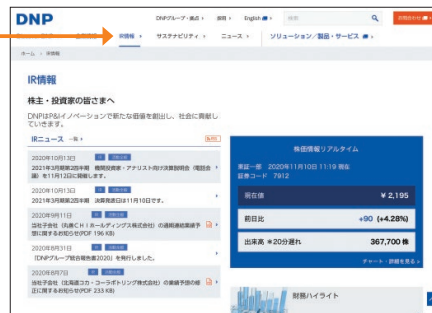 DNP
DNPグループ・拠点 採用 English 検索 お問合わせ
IR情報 サステナビリティ ニュース ソリューション／製品・サービス
ホーム > IR情報
IR情報
株主・投資家の皆さまへ
DNPはP&Iイノベーションで新たな価値を創出し、社会に貢献していきます。
IRニュース 一覧
2020年10月13日
2021年3月期第2四半期 機関投資家・アナリスト向け決算説明会（電話会議）を11月12日に開催します。
2020年10月13日
2021年3月期第2四半期 決算発表日は11月10日です。
2020年9月11日
当社子会社（丸善ＣＨＩホールディングス株式会社）の通期連結業績予想に関するお知らせ(PDF 196 KB)
2020年8月31日
「DNPグループ統合報告書2020」を発行しました。
2020年8月7日
当社子会社（北海道コカ・コーラボトリング株式会社）の業績予想の修正に関するお知らせ(PDF 233 KB)
株価情報リアルタイム
東証一部 2020年11月10日 11:19 現在
証券コード 7912
現在値 ¥ 2,195
前日比 +90 (+4.28%)
出来高 ※20分遅れ 367,700 株
チャート・詳細を見る
財務ハイライト